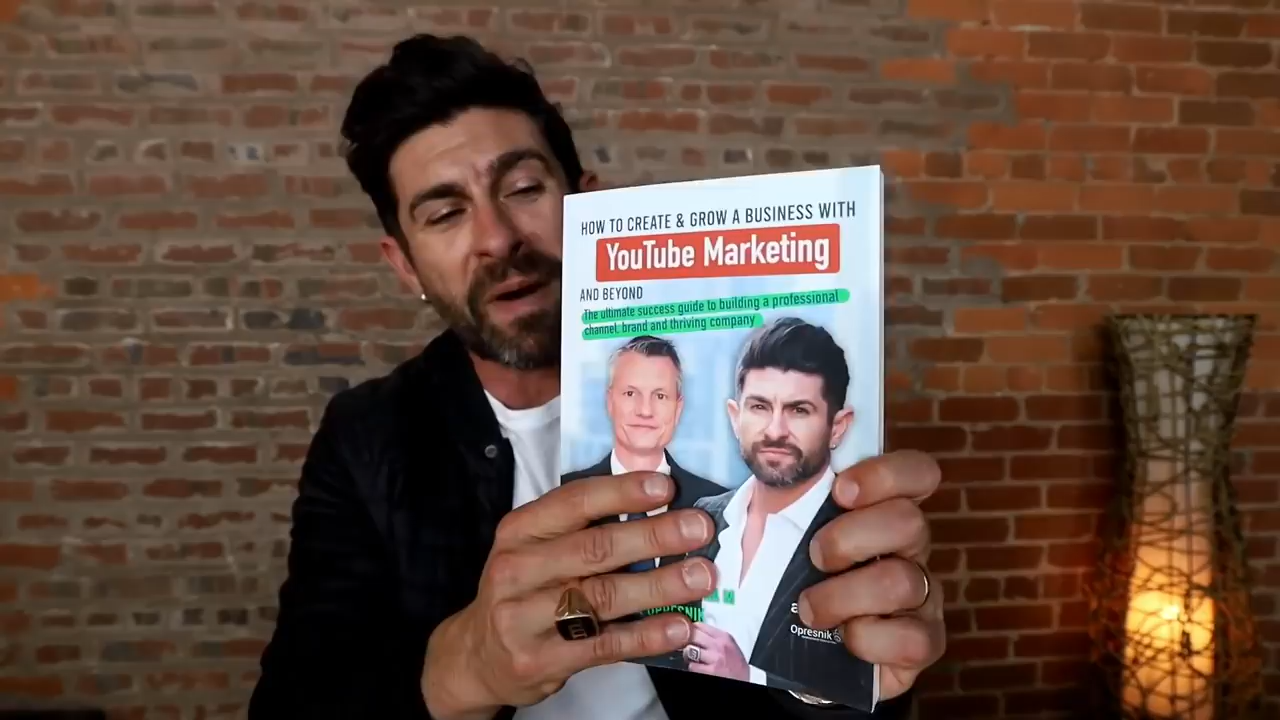 HOW TO CREATE & GROW A BUSINESS WITH
YouTube Marketing
AND BEYOND
The ultimate success guide to building a professional
channel, brand and thriving company
OPRESNIK
Opresnik